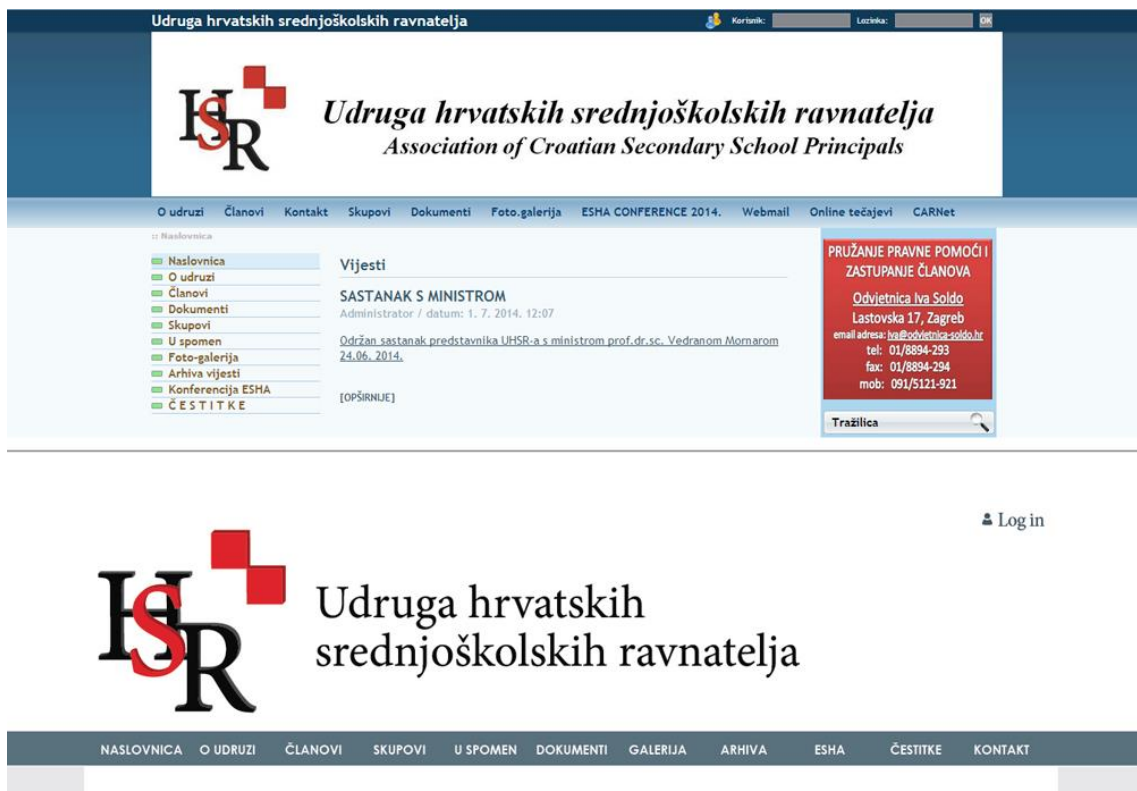 Udruga hrvatskih srednjoškolskih ravnatelja
Korisnik: Lozinka: OK
HSR
Udruga hrvatskih srednjoškolskih ravnatelja
Association of Croatian Secondary School Principals
O udruzi Članovi Kontakt Skupovi Dokumenti Foto.galerija ESHA CONFERENCE 2014. Webmail Online tečajevi CARNet
:: Naslovnica
Naslovnica
O udruzi
Članovi
Dokumenti
Skupovi
U spomen
Foto-galerija
Arhiva vijesti
Konferencija ESHA
Č E S T I T K E
Vijesti
SASTANAK S MINISTROM
Administrator / datum: 1. 7. 2014. 12:07
Održan sastanak predstavnika UHSR-a s ministrom prof.dr.sc. Vedranom Mornarom
24.06. 2014.
[OPŠIRNIJE]
PRUŽANJE PRAVNE POMOĆI I
ZASTUPANJE ČLANOVA
Odvjetnica Iva Soldo
Lastovska 17, Zagreb
email adresa: iva@odvjetnica-soldo.hr
tel: 01/8894-293
fax: 01/8894-294
mob: 091/5121-921
Tražilica
Log in
HSR
Udruga hrvatskih
srednjoškolskih ravnatelja
NASLOVNICA O UDRUZI ČLANOVI SKUPOVI U SPOMEN DOKUMENTI GALERIJA ARHIVA ESHA ČESTITKE KONTAKT